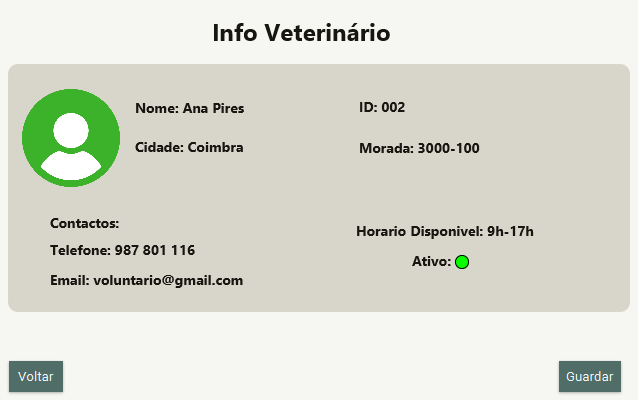 Info Veterinário
Nome: Ana Pires
ID: 002
Cidade: Coimbra
Morada: 3000-100
Contactos:
Telefone: 987 801 116
Email: voluntario@gmail.com
Horario Disponivel: 9h-17h
Ativo:
Voltar
Guardar